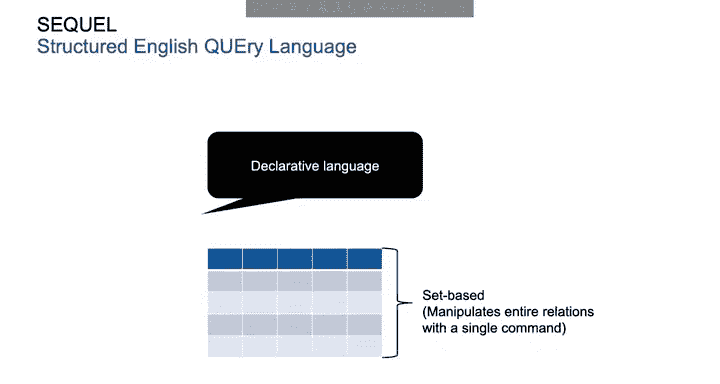 SEQUEL
Structured English QUEry Language
Declarative language
Set-based
(Manipulates entire relations
with a single command)